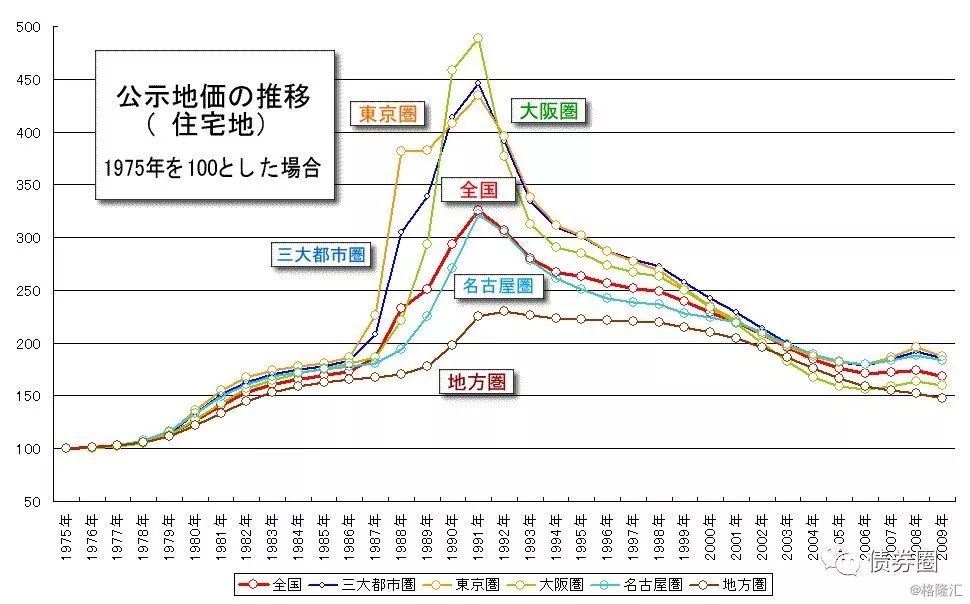 公示地価の推移
（ 住宅地）
1975年を100とした場合
500
450
400
350
300
250
200
150
100
50
東京圏
大阪圏
全国
三大都市圏
名古屋圏
地方圏
1975年
1976年
1977年
1978年
1979年
1980年
1981年
1982年
1983年
1984年
1985年
1986年
1987年
1988年
1989年
1990年
1991年
1992年
1993年
1994年
1995年
1996年
1997年
1998年
1999年
2000年
2001年
2002年
2003年
2004年
2005年
2006年
2007年
2008年
2009年
全国 三大都市圏 東京圏 大阪圏 名古屋圏 地方圏
债券圈
@格隆汇